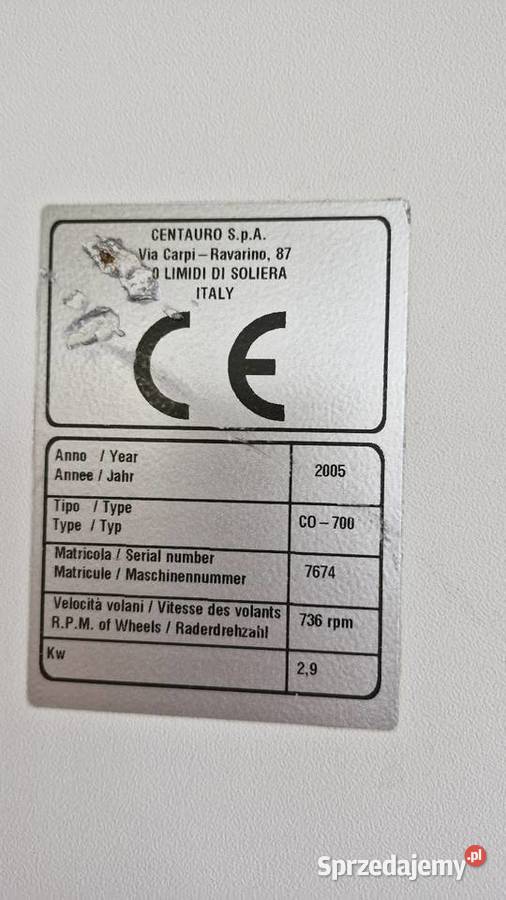 CENTAURO S.p.A.
Via Carpi – Ravarino, 87
0 LIMIDI DI SOLIERA
ITALY
CE
Anno / Year
Annee / Jahr
2005
Tipo / Type
Type / Typ
CO – 700
Matricola / Serial number
Matricule / Maschinennummer
7674
Velocità volani / Vitesse des volants
R.P.M. of Wheels / Raderdrehzahl
736 rpm
Kw
2,9
Sprzedajemy.pl